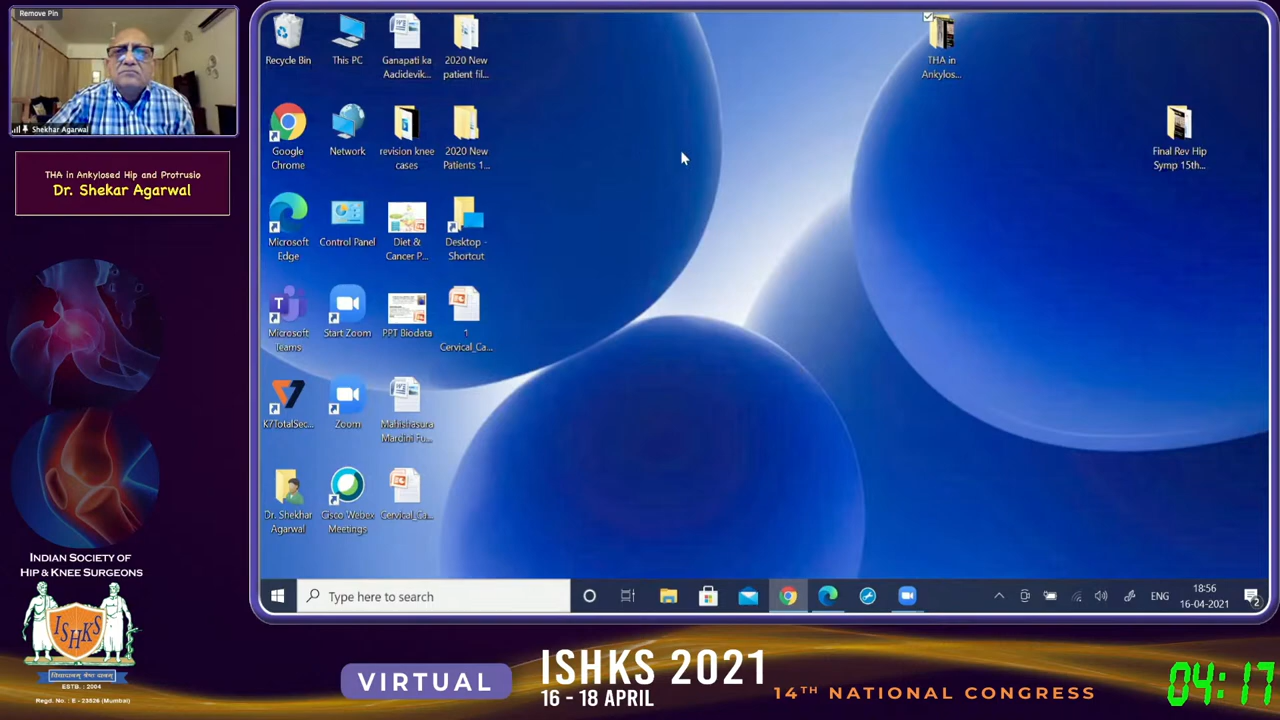 Remove Pin
Shekhar Agarwal
THA in Ankylosed Hip and Protrusio
Dr. Shekar Agarwal
INDIAN SOCIETY OF
HIP & KNEE SURGEONS
ISHKS
ESTB. : 2004
Regd. No. : E - 23526 (Mumbai)
Recycle Bin
This PC
Ganapati ka
Aadidevik...
2020 New
patient fil...
THA in
Ankylos...
Google
Chrome
Network
revision knee
cases
2020 New
Patients 1...
Final Rev Hip
Symp 15th...
Microsoft
Edge
Control Panel
Diet &
Cancer P...
Desktop -
Shortcut
Microsoft
Teams
Start Zoom
PPT Biodata
1
Cervical_Ca...
K7TotalSec...
Zoom
Mahishasura
Mardini Fu...
Dr. Shekhar
Agarwal
Cisco Webex
Meetings
Cervical_Ca...
Type here to search
ENG
18:56
16-04-2021
2
VIRTUAL
ISHKS 2021
16 - 18 APRIL
14TH NATIONAL CONGRESS
04:17